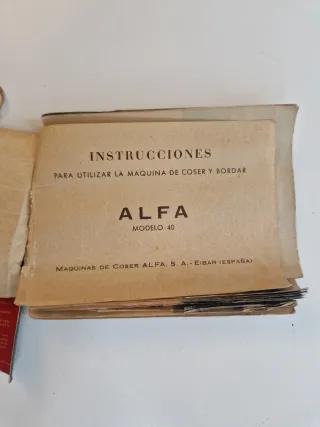 INSTRUCCIONES
PARA UTILIZAR LA MAQUINA DE COSER Y BORDAR
ALFA
MODELO 40
MAQUINAS DE COSER ALFA, S. A. - EIBAR (ESPAÑA)